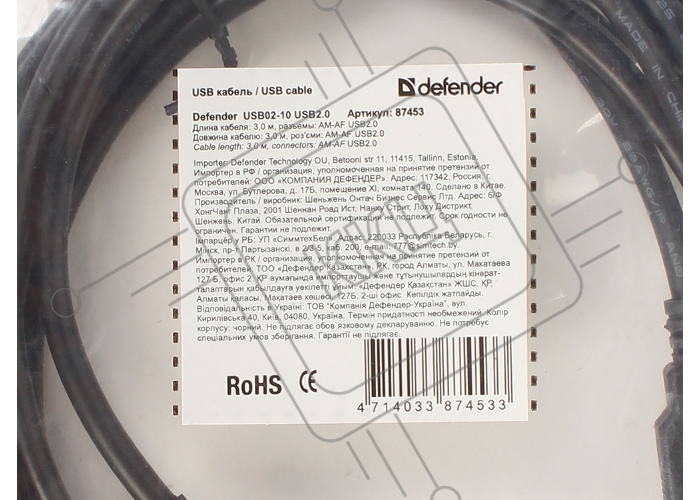 USB кабель / USB cable
defender
Defender USB02-10 USB2.0 Артикул: 87453
Длина кабеля: 3,0 м, разъемы: AM-AF USB2.0
Довжина кабелю: 3,0 м, роз'єми: AM-AF USB2.0
Cable length: 3.0 м, connectors: AM-AF USB2.0
Importer: Defender Technology OU, Betooni str 11, 11415, Tallinn, Estonia.
Импортер в РФ / организация, уполномоченная на принятие претензий от
потребителей: ООО «КОМПАНИЯ ДЕФЕНДЕР». Адрес: 117342, Россия,
Москва, ул. Бутлерова, д. 17Б, помещение XI, комната Сделано в Китае.
Производитель / Business: Шеньжень Онтач Бизнес Сервис Лтд. Адрес: 6/Ф
ХонгЧанг Плаза, 2001 Шеннан Роад Ист, Нанху Стрит, Лоху Дистрикт,
Шенжень, Китай. Обязательной сертификации не подлежит. Срок годности не
ограничен. Гарантии не подлежит.
Імпарцёр РБ: УП «СиммтехБел». Адрас: 220033 Рэспубліка Беларусь, г.
Мінск, пр-т Партызанскі, в 2/3-5, каб. 200, e-mail: 777@simtech.by.
Импортер в РК / организация, уполномоченная на принятие претензий от
потребителей: ТОО «Дефендер Казахстан», РК, город Алматы, ул. Макатаева
127-Б, офис 2. ҚР аумағында импорттаушы және тұтынушылардың кінәрат-
талаптарын қабылдауға уәкілетті ұйым: «Дефендер Қазақстан» ЖШС, ҚР,
Алматы қаласы, Мақатаев көшесі, 127Б, 2-ші офис. Кепілдік жатпайды.
Відповідальність в Україні: ТОВ "Компанія Дефендер-Україна", вул.
Кирилівська 40, Київ, 04080, Україна. Термін придатності необмежений. Колір
корпусу: чорний. Не підлягає обов язковому декларуванню. Не потребує
спеціальних умов зберігання. Гарантії не підлягає.
RoHS CE
4 714033 874533